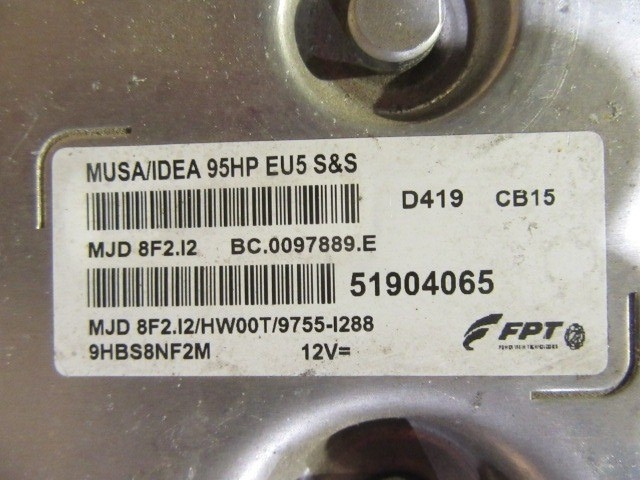 MUSA/IDEA 95HP EU5 S&S
D419 CB15
MJD 8F2.I2 BC.0097889.E
51904065
MJD 8F2.I2/HW00T/9755-I288
FPT
9HBS8NF2M 12V=